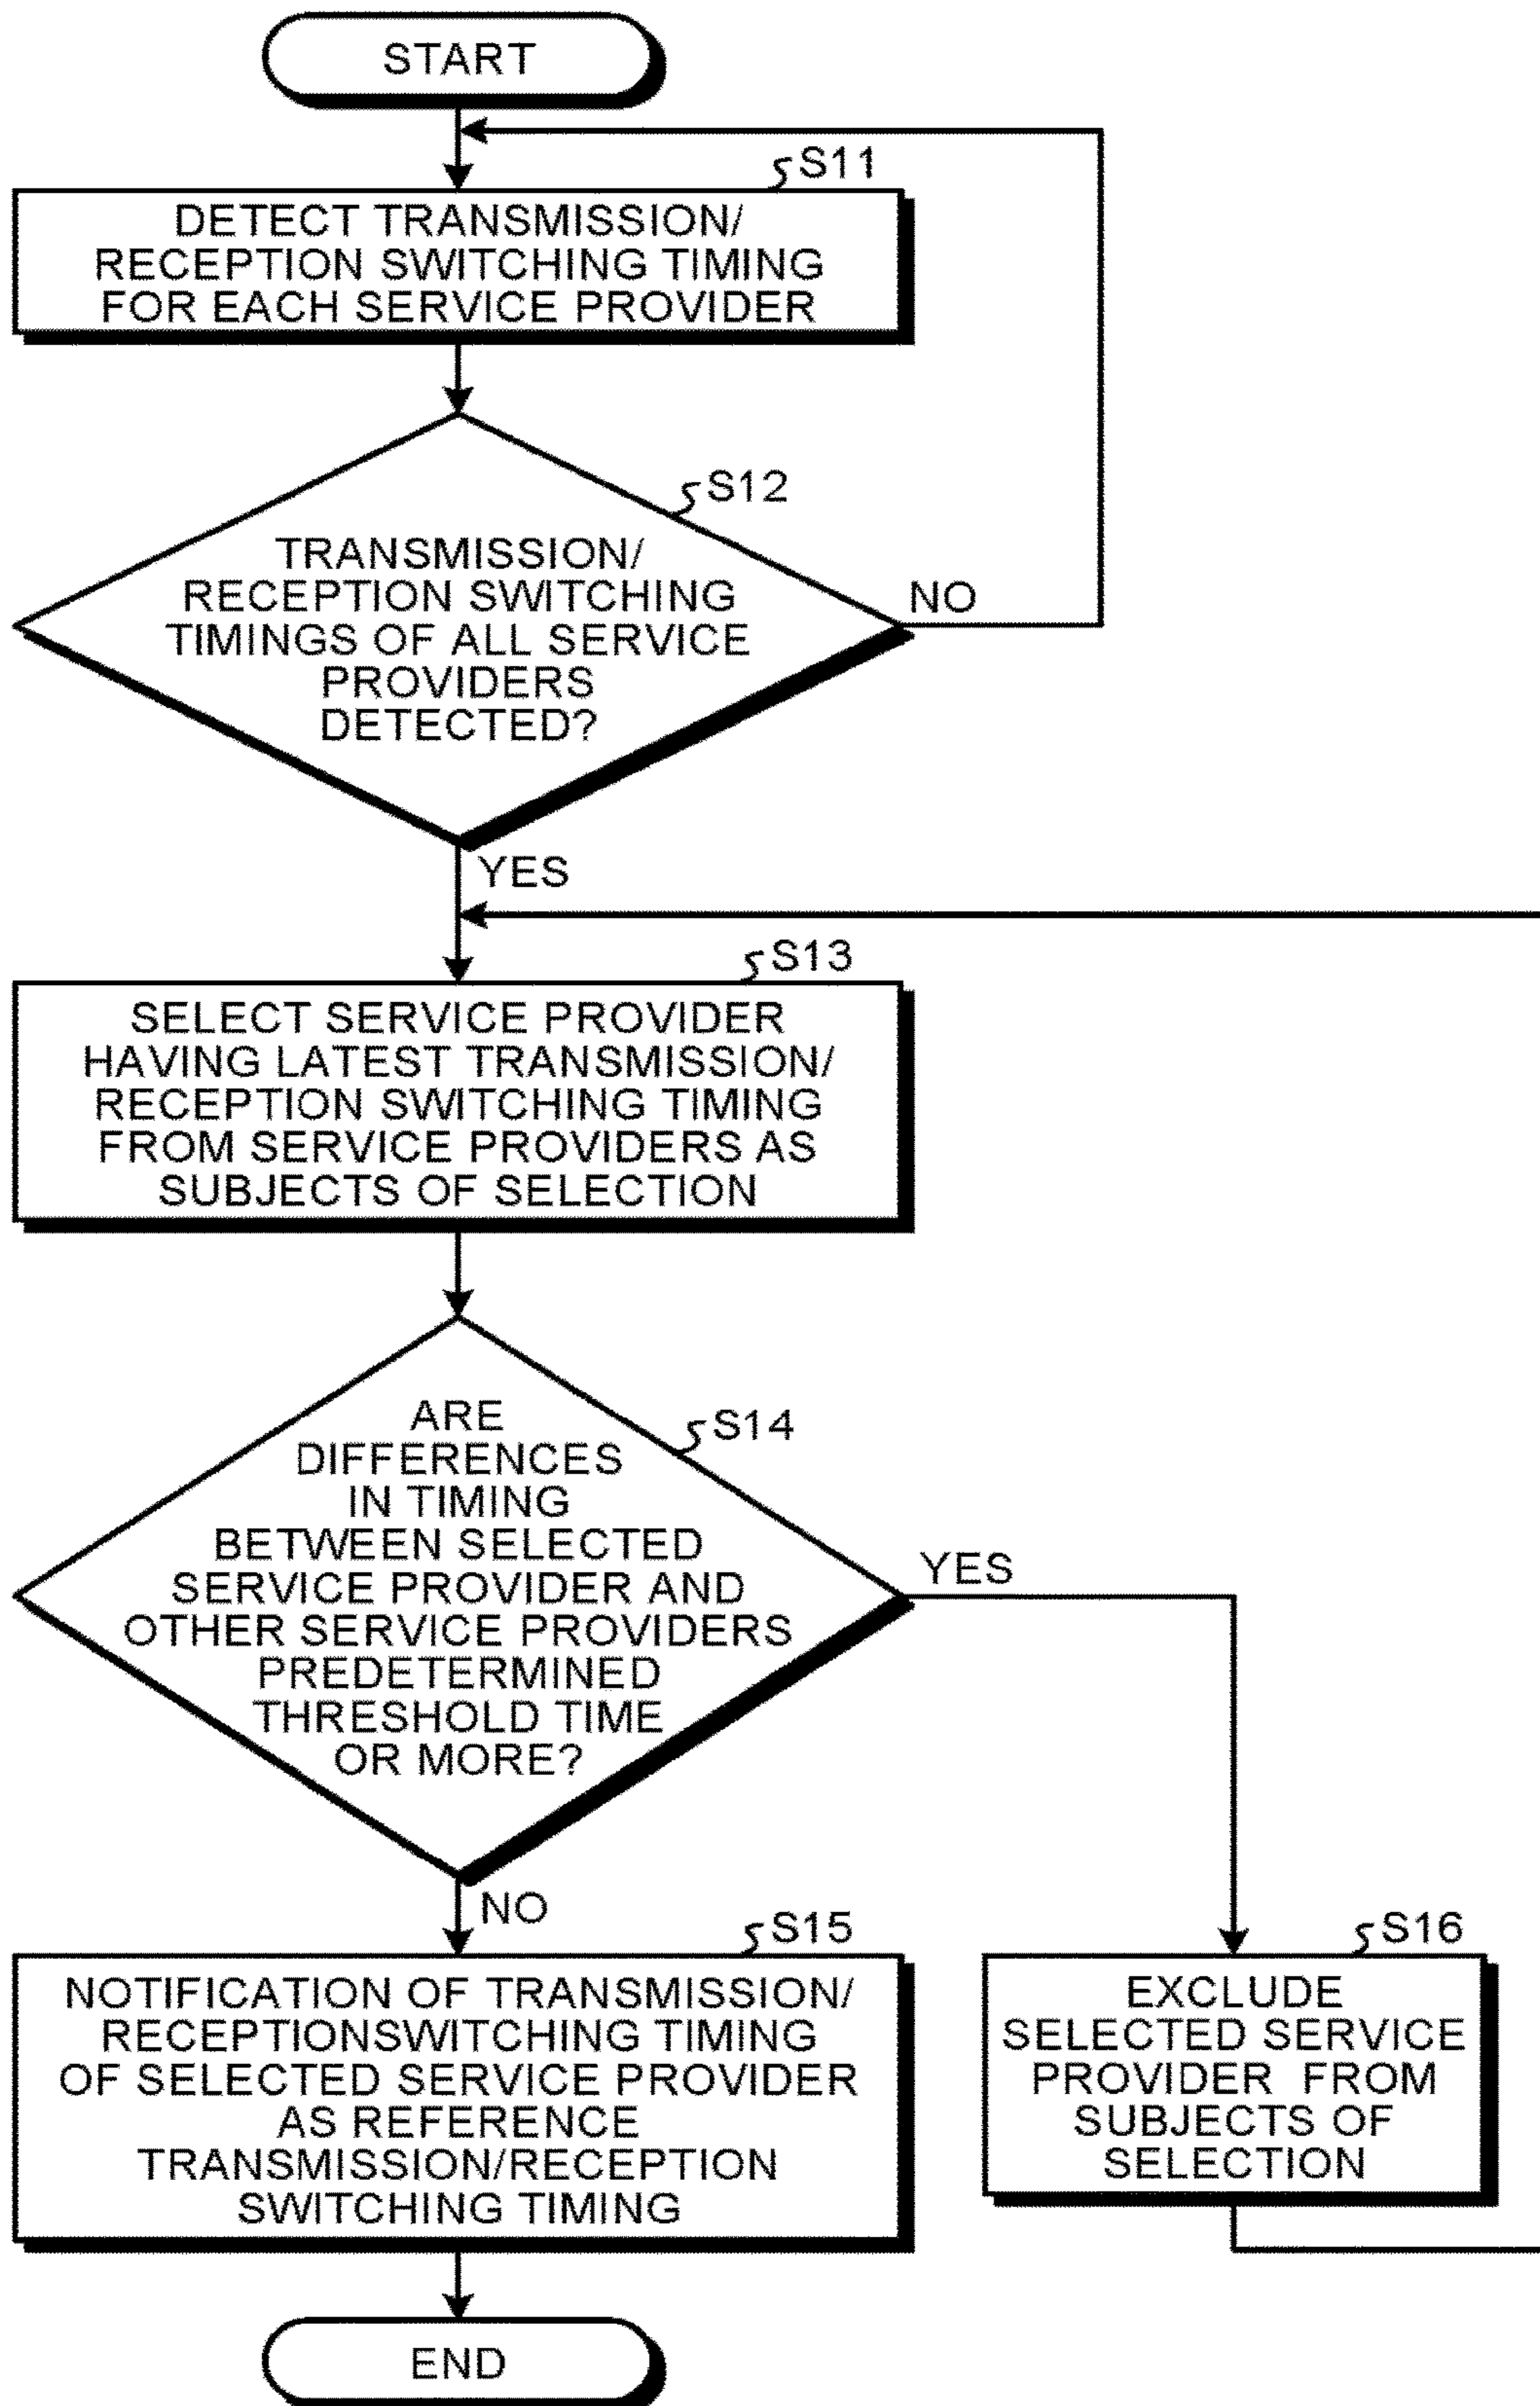 START
S11
DETECT TRANSMISSION/
RECEPTION SWITCHING TIMING
FOR EACH SERVICE PROVIDER
S12
TRANSMISSION/
RECEPTION SWITCHING
TIMINGS OF ALL SERVICE
PROVIDERS
DETECTED?
NO
YES
S13
SELECT SERVICE PROVIDER
HAVING LATEST TRANSMISSION/
RECEPTION SWITCHING TIMING
FROM SERVICE PROVIDERS AS
SUBJECTS OF SELECTION
S14
ARE
DIFFERENCES
IN TIMING
BETWEEN SELECTED
SERVICE PROVIDER AND
OTHER SERVICE PROVIDERS
PREDETERMINED
THRESHOLD TIME
OR MORE?
YES
NO
S15
NOTIFICATION OF TRANSMISSION/
RECEPTIONSWITCHING TIMING
OF SELECTED SERVICE PROVIDER
AS REFERENCE
TRANSMISSION/RECEPTION
SWITCHING TIMING
S16
EXCLUDE
SELECTED SERVICE
PROVIDER FROM
SUBJECTS OF
SELECTION
END